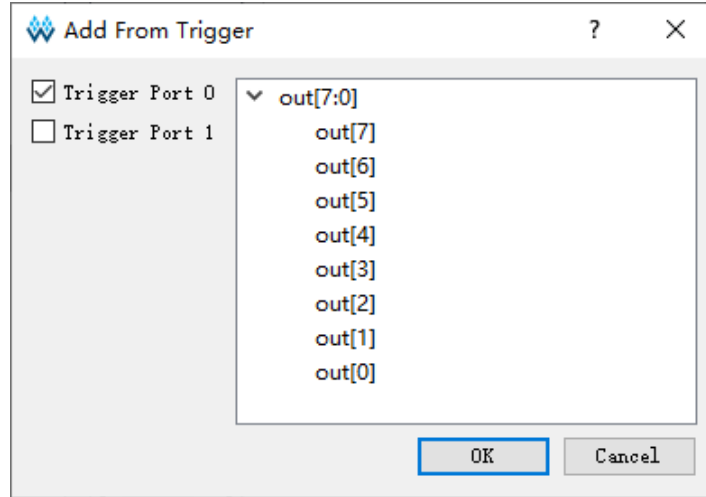 Add From Trigger ?
Trigger Port 0
Trigger Port 1
out[7:0]
out[7]
out[6]
out[5]
out[4]
out[3]
out[2]
out[1]
out[0]
OK Cancel